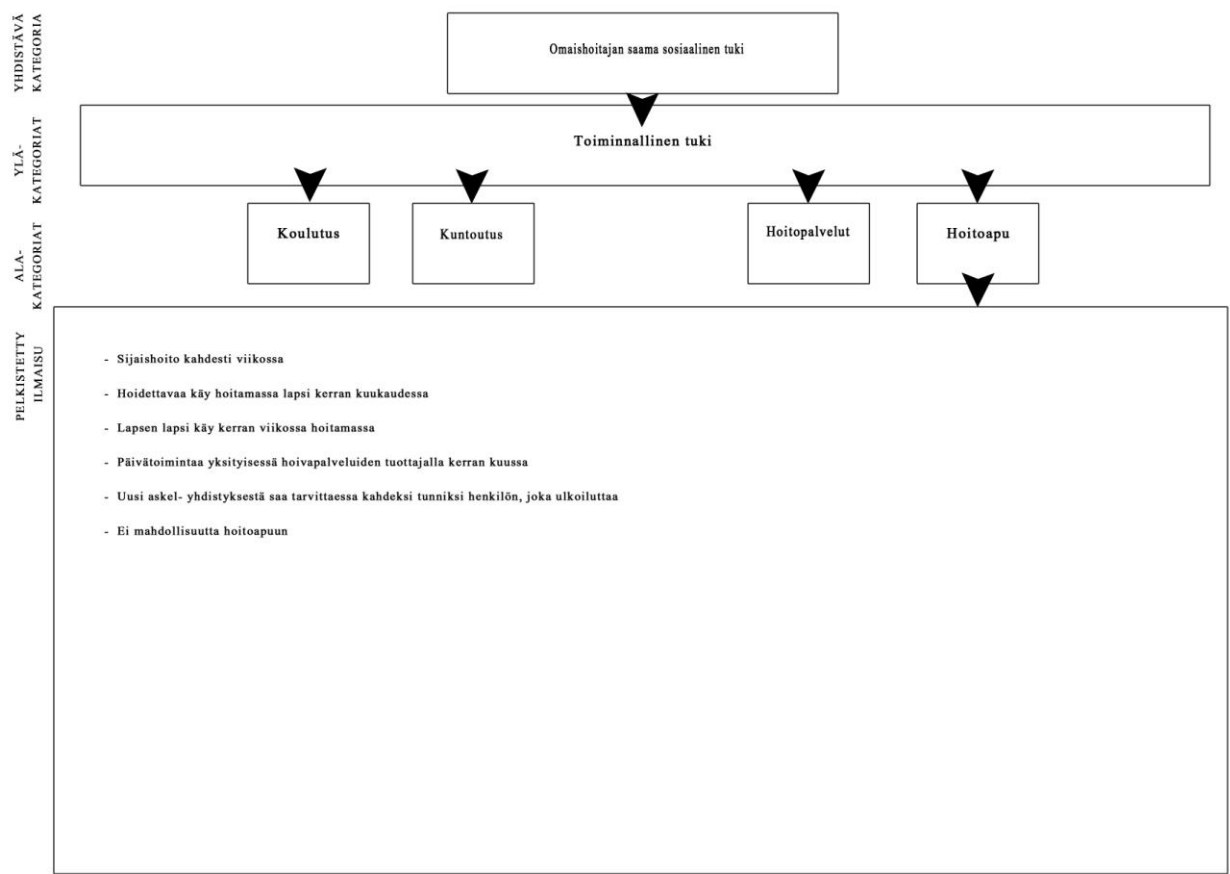 YHDISTÄVÄ
KATEGORIA
Omaishoitajan saama sosiaalinen tuki
YLÄ-
KATEGORIAT
Toiminnallinen tuki
ALA-
KATEGORIAT
Koulutus
Kuntoutus
Hoitopalvelut
Hoitoapu
PELKISTETTY
ILMAISU
- Sijaishoito kahdesti viikossa
- Hoidettavaa käy hoitamassa lapsi kerran kuukaudessa
- Lapsen lapsi käy kerran viikossa hoitamassa
- Päivätoimintaa yksityisessä hoivapalveluiden tuottajalla kerran kuussa
- Uusi askel- yhdistyksestä saa tarvittaessa kahdeksi tunniksi henkilön, joka ulkoiluttaa
- Ei mahdollisuutta hoitoapuun